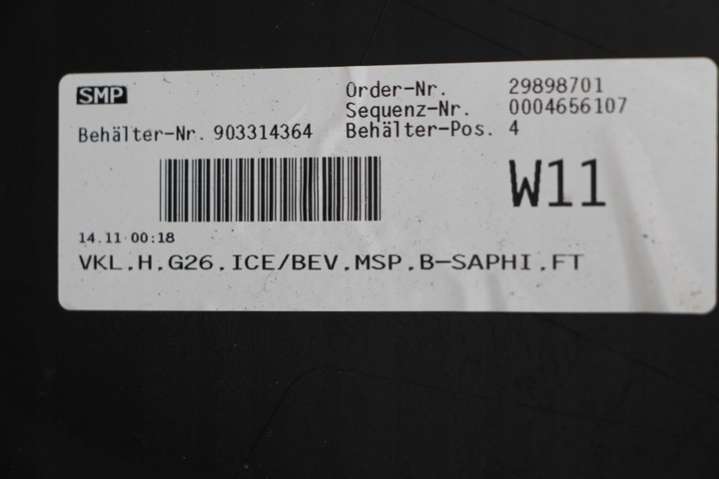 SMP
Order-Nr. 29898701
Sequenz-Nr. 0004656107
Behälter-Nr. 903314364 Behälter-Pos. 4
W11
14.11 00:18
VKL.H.G26.ICE/BEV.MSP.B-SAPHI.FT